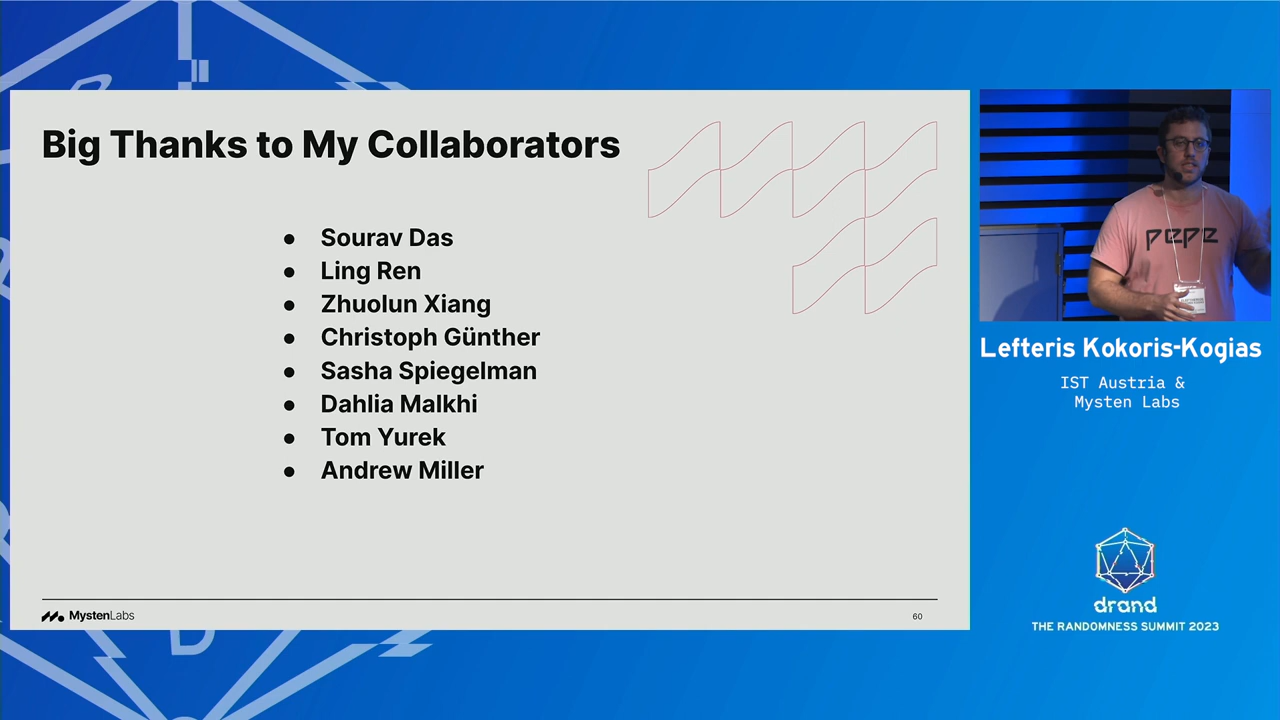 Big Thanks to My Collaborators
● Sourav Das
● Ling Ren
● Zhuolun Xiang
● Christoph Günther
● Sasha Spiegelman
● Dahlia Malkhi
● Tom Yurek
● Andrew Miller
MystenLabs
60
pepe
Lefteris Kokoris-Kogias
IST Austria &
Mysten Labs
drand
THE RANDOMNESS SUMMIT 2023